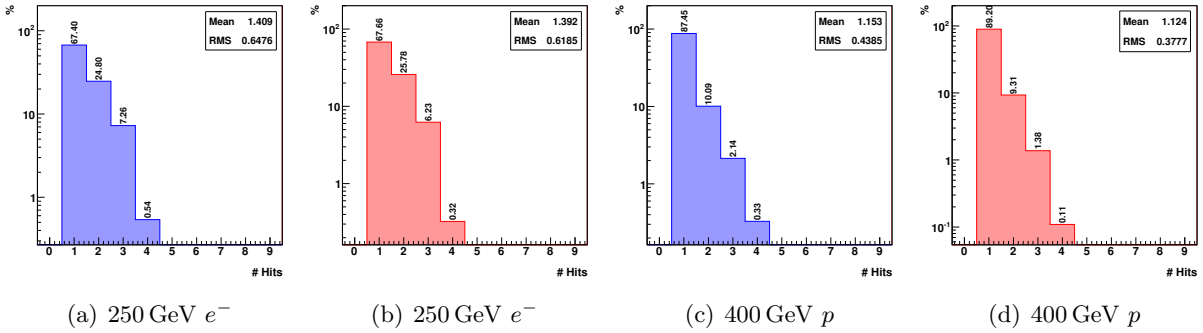 %
10²
10
1
67.40
24.80
7.26
0.54
Mean 1.409
RMS 0.6476
0 1 2 3 4 5 6 7 8 9
# Hits
(a) 250 GeV e⁻
%
10²
10
1
67.66
25.78
6.23
0.32
Mean 1.392
RMS 0.6185
0 1 2 3 4 5 6 7 8 9
# Hits
(b) 250 GeV e⁻
%
10²
10
1
87.45
10.09
2.14
0.33
Mean 1.153
RMS 0.4385
0 1 2 3 4 5 6 7 8 9
# Hits
(c) 400 GeV p
%
10²
10
1
10⁻¹
89.20
9.31
1.38
0.11
Mean 1.124
RMS 0.3777
0 1 2 3 4 5 6 7 8 9
# Hits
(d) 400 GeV p